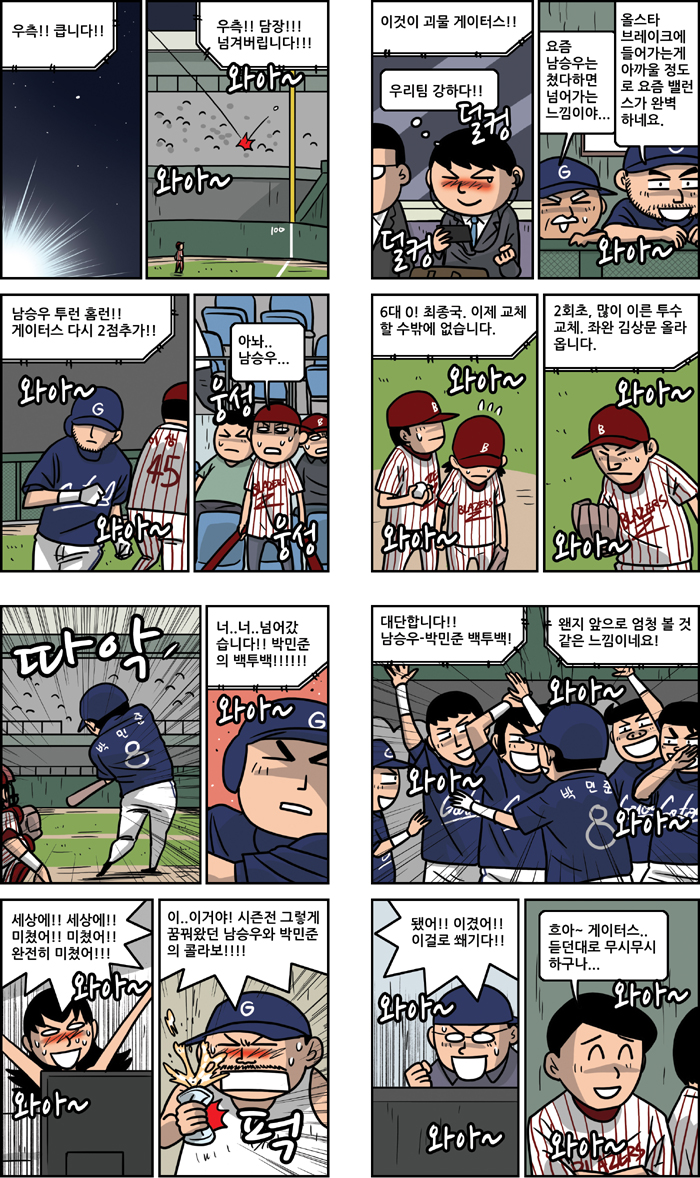 우측!! 큽니다!!
우측!! 담장!!!
넘겨버립니다!!!
와아~
와아~
100
이것이 괴물 게이터스!!
우리팀 강하다!!
덜컹
덜컹
요즘
남승우는
쳤다하면
넘어가는
느낌이야...
올스타
브레이크에
들어가는게
아까울 정도
로 요즘 밸런
스가 완벽
하네요.
G
와아~
남승우 투런 홈런!!
게이터스 다시 2점추가!!
와아~
G
45
와아~
아놔..
남승우...
웅성
B
BLAZERS
웅성
6대 0! 최종국. 이제 교체
할 수밖에 없습니다.
와아~
B
B
BLAZERS
와아~
2회초, 많이 이른 투수
교체. 좌완 김상문 올라
옵니다.
와아~
B
BLAZERS
와아~
따악
박민준
8
너..너..넘어갔
습니다!! 박민준
의 백투백!!!!!!
와아~
G
대단합니다!!
남승우-박민준 백투백!
왠지 앞으로 엄청 볼 것
같은 느낌이네요!
와아~
G
와아~
박민준
8
와아~
세상에!! 세상에!!
미쳤어!! 미쳤어!!
완전히 미쳤어!!!
와아~
와아~
이..이거야! 시즌전 그렇게
꿈꿔왔던 남승우와 박민준
의 콜라보!!!!
G
퍽
됐어!! 이겼어!!
이걸로 쐐기다!!
와아~
G
와아~
흐아~ 게이터스..
듣던대로 무시무시
하구나...
와아~
와아~
BLAZERS